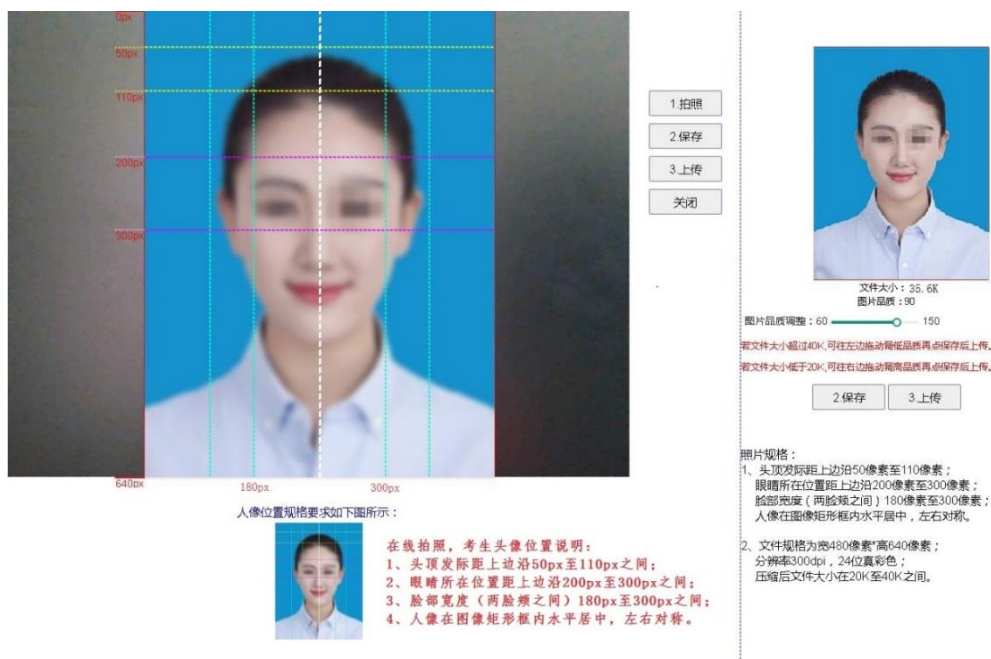 0px
50px
110px
200px
300px
640px
180px
300px
1.拍照
2.保存
3.上传
关闭
人像位置规格要求如下图所示：
在线拍照，考生头像位置说明：
1、头顶发际距上边沿50px至110px之间；
2、眼睛所在位置距上边沿200px至300px之间；
3、脸部宽度（两脸颊之间）180px至300px之间；
4、人像在图像矩形框内水平居中，左右对称。
文件大小：35.6K
图片品质：90
图片品质调整：60 150
若文件大小超过40K,可往左边拖动降低品质再点保存后上传。
若文件大小低于20K,可往右边拖动提高品质再点保存后上传。
2.保存 3.上传
照片规格：
1、头顶发际距上边沿50像素至110像素；
眼睛所在位置距上边沿200像素至300像素；
脸部宽度（两脸颊之间）180像素至300像素；
人像在图像矩形框内水平居中，左右对称。
2、文件规格为宽480像素*高640像素；
分辨率300dpi，24位真彩色；
压缩后文件大小在20K至40K之间。